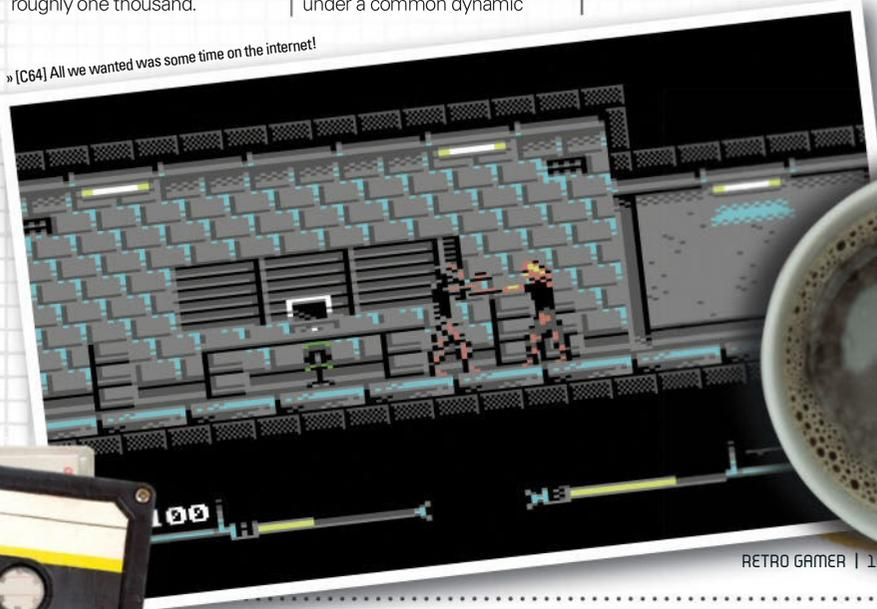 roughly one thousand.
under a common dynamic
» [C64] All we wanted was some time on the internet!
100
RETRO GAMER | 1